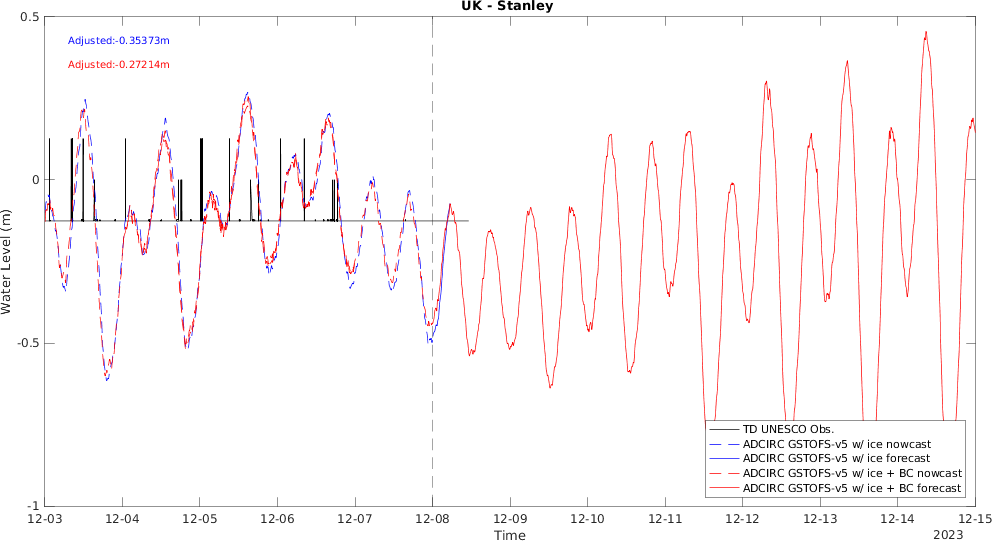 UK - Stanley
Adjusted:-0.35373m
Adjusted:-0.27214m
Water Level (m)
0.5
0
-0.5
-1
TD UNESCO Obs.
ADCIRC GSTOFS-v5 w/ ice nowcast
ADCIRC GSTOFS-v5 w/ ice forecast
ADCIRC GSTOFS-v5 w/ ice + BC nowcast
ADCIRC GSTOFS-v5 w/ ice + BC forecast
12-03 12-04 12-05 12-06 12-07 12-08 12-09 12-10 12-11 12-12 12-13 12-14 12-15
Time
2023